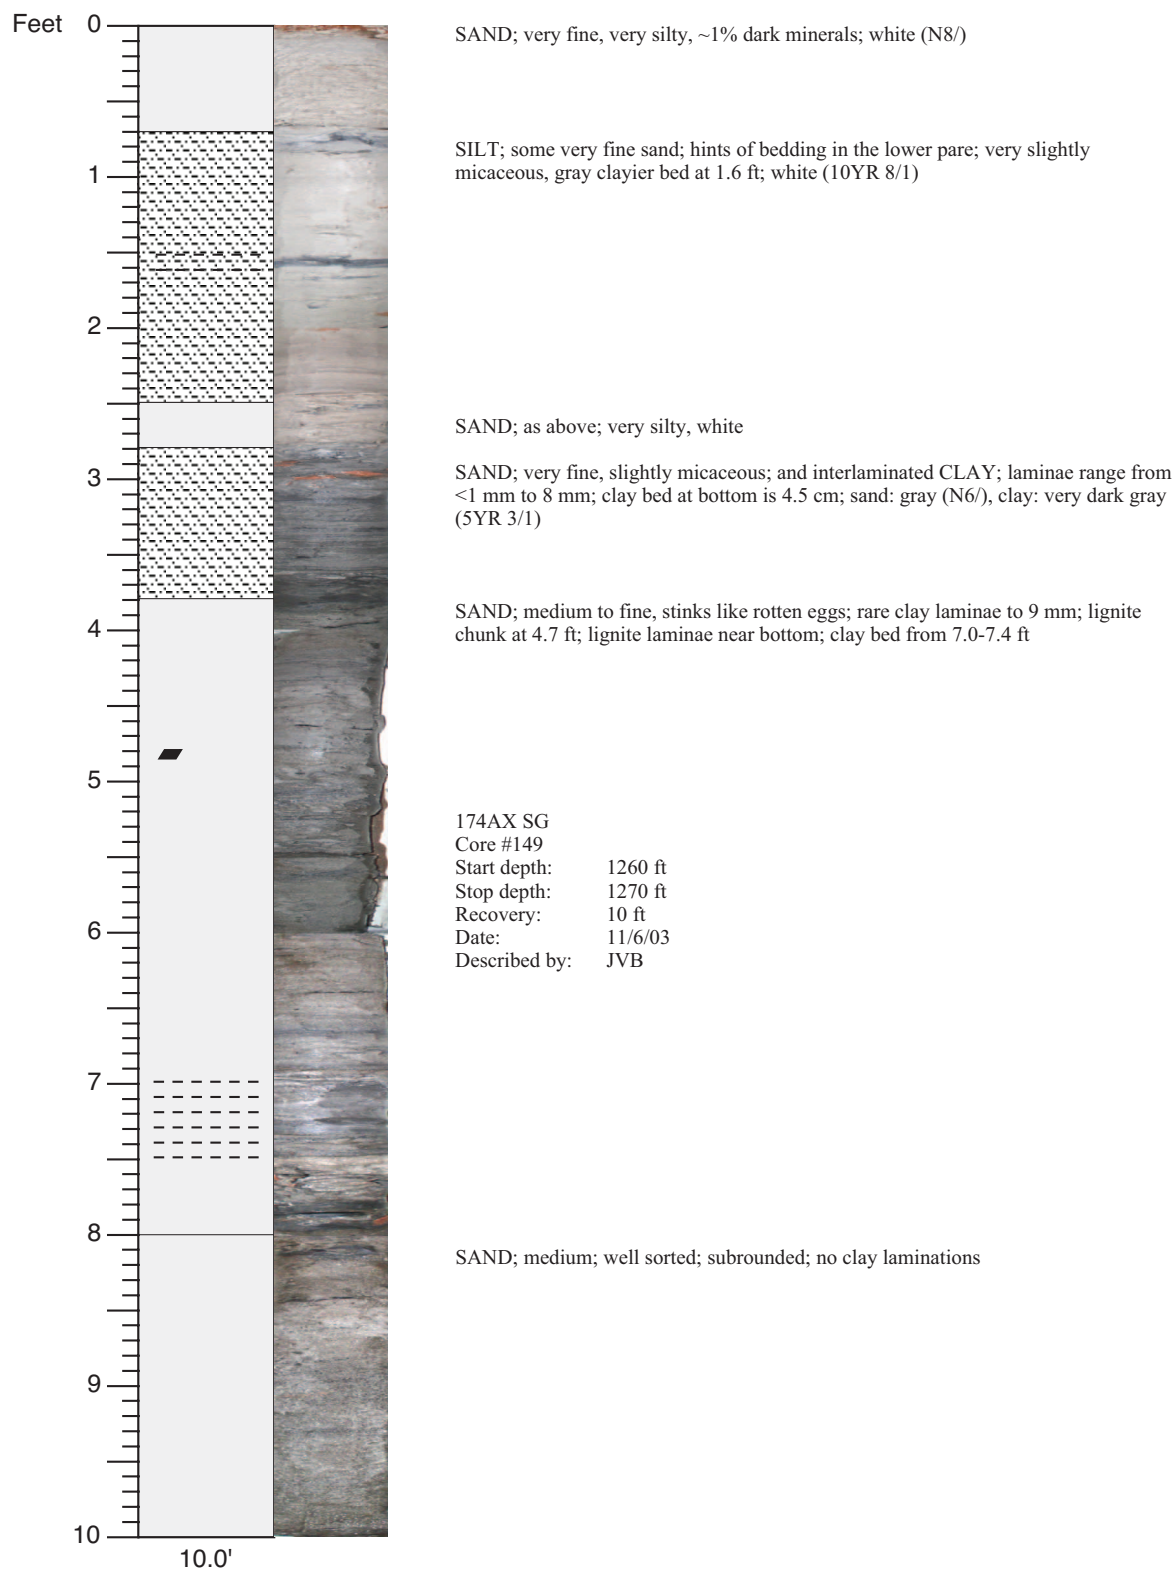 Feet
0
SAND; very fine, very silty, ~1% dark minerals; white (N8/)
SILT; some very fine sand; hints of bedding in the lower pare; very slightly
micaceous, gray clayier bed at 1.6 ft; white (10YR 8/1)
1
2
SAND; as above; very silty, white
SAND; very fine, slightly micaceous; and interlaminated CLAY; laminae range from
<1 mm to 8 mm; clay bed at bottom is 4.5 cm; sand: gray (N6/), clay: very dark gray
(5YR 3/1)
3
SAND; medium to fine, stinks like rotten eggs; rare clay laminae to 9 mm; lignite
chunk at 4.7 ft; lignite laminae near bottom; clay bed from 7.0-7.4 ft
4
5
174AX SG
Core #149
Start depth: 1260 ft
Stop depth: 1270 ft
Recovery: 10 ft
Date: 11/6/03
Described by: JVB
6
7
8
SAND; medium; well sorted; subrounded; no clay laminations
9
10
10.0'